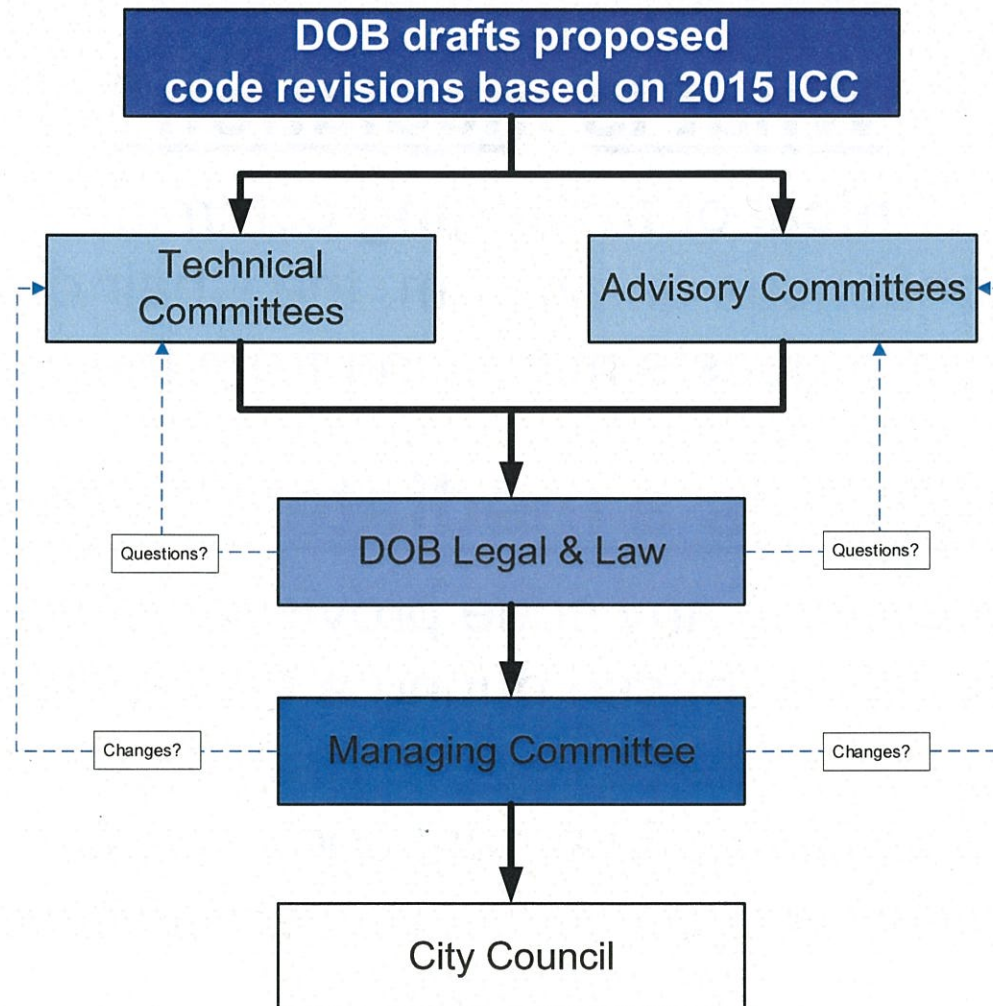 DOB drafts proposed
code revisions based on 2015 ICC
Technical
Committees
Advisory Committees
Questions?
DOB Legal & Law
Questions?
Changes?
Managing Committee
Changes?
City Council